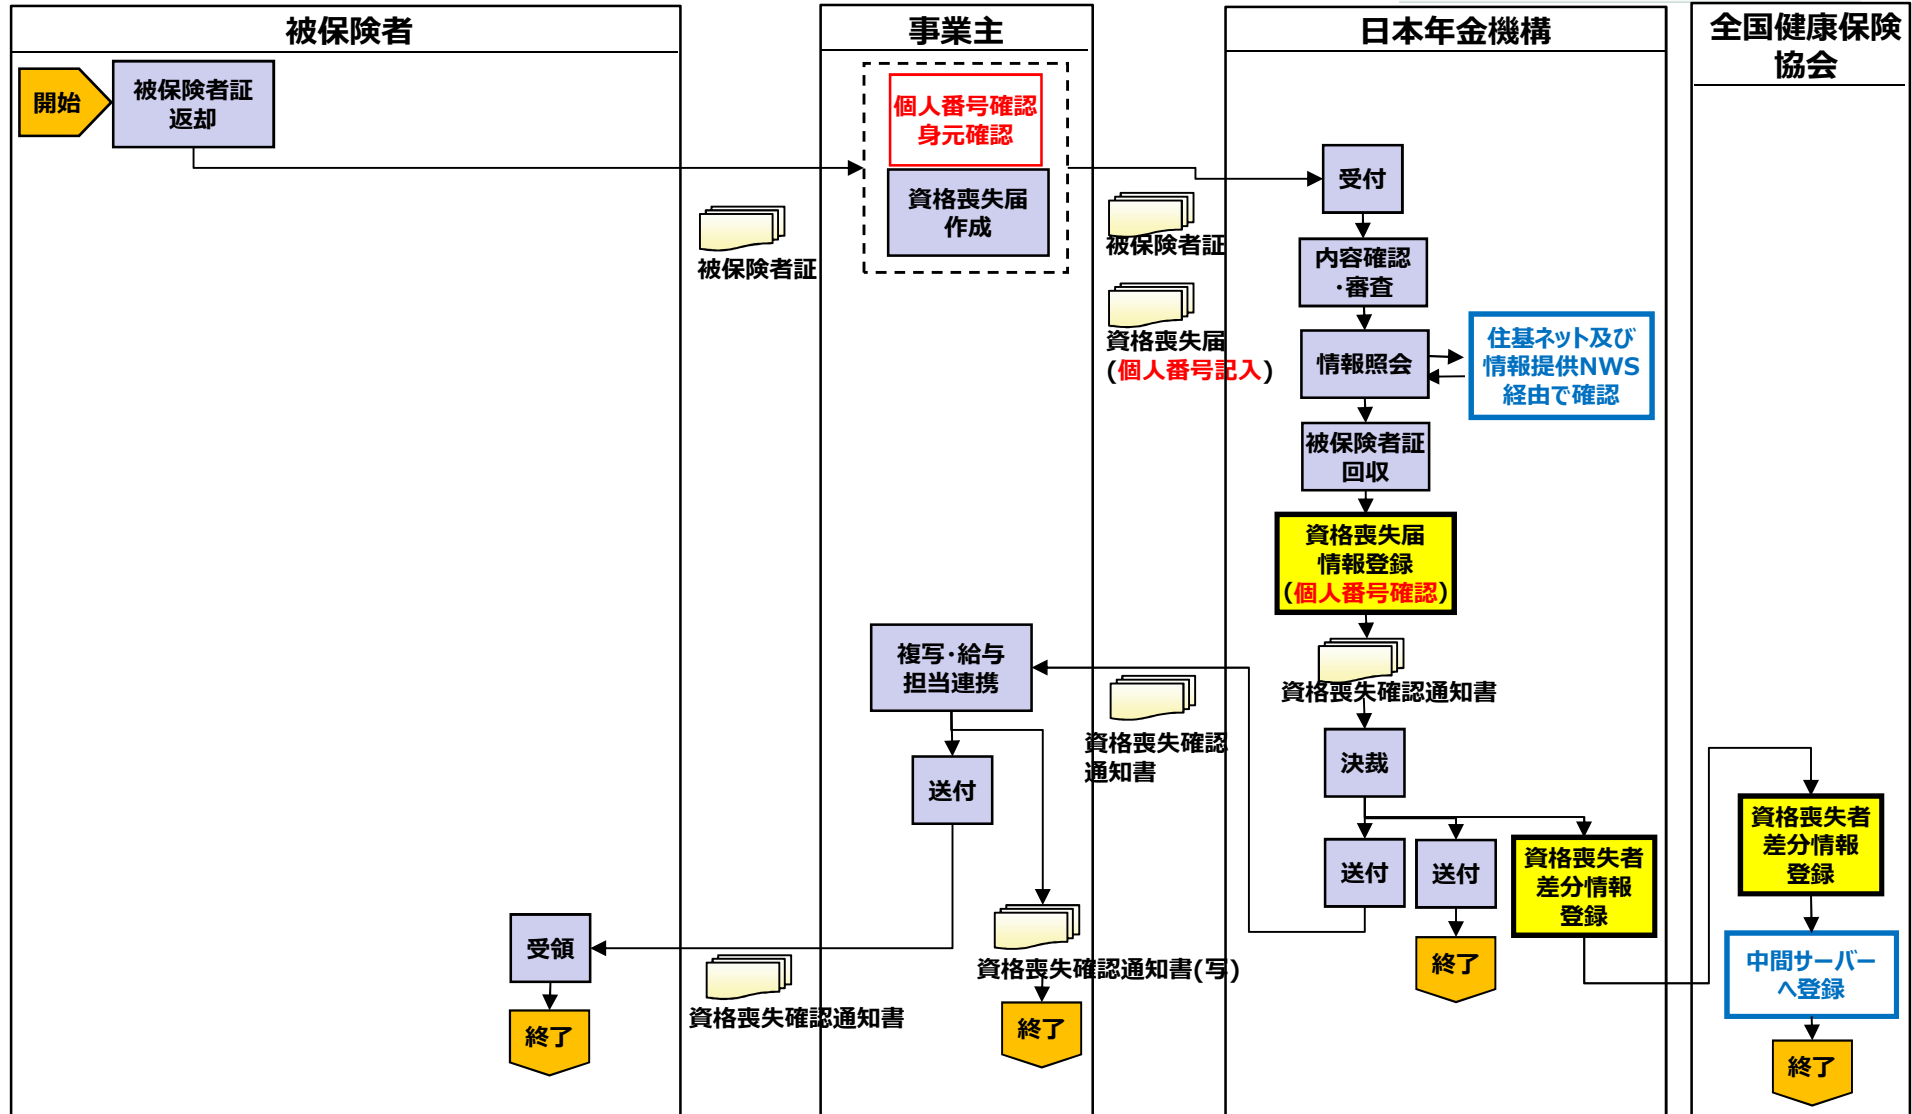 被保険者
事業主
日本年金機構
全国健康保険
協会
開始
被保険者証
返却
被保険者証
個人番号確認
身元確認
資格喪失届
作成
被保険者証
資格喪失届
(個人番号記入)
受付
内容確認
・審査
情報照会
住基ネット及び
情報提供NWS
経由で確認
被保険者証
回収
資格喪失届
情報登録
(個人番号確認)
資格喪失確認通知書
決裁
送付
送付
終了
資格喪失者
差分情報
登録
資格喪失者
差分情報
登録
中間サーバー
へ登録
終了
資格喪失確認
通知書
複写・給与
担当連携
送付
資格喪失確認通知書(写)
終了
資格喪失確認通知書
受領
終了